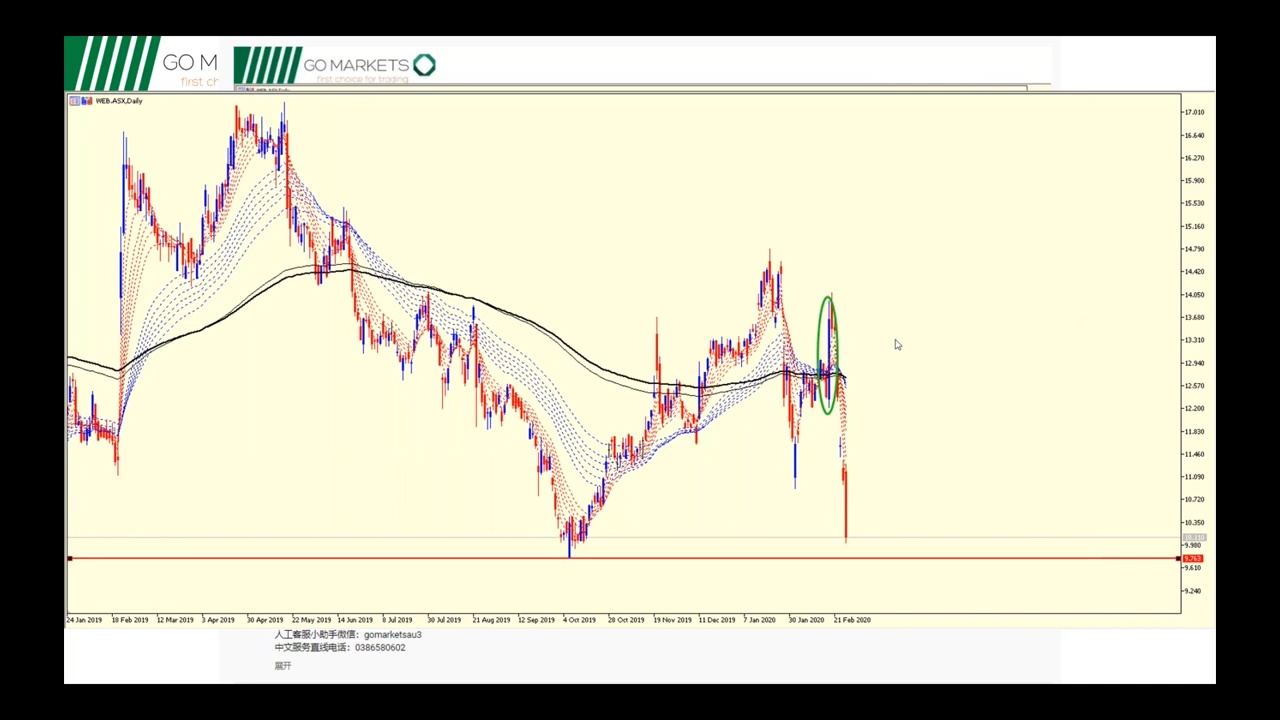 GO M
first ch
GO MARKETS
first choice for trading
WEB.ASX,Daily
17.010
16.640
16.270
15.900
15.530
15.160
14.790
14.420
14.050
13.680
13.310
12.940
12.570
12.200
11.830
11.460
11.090
10.720
10.350
9.980
9.763
9.610
9.240
24 Jan 2019 18 Feb 2019 12 Mar 2019 3 Apr 2019 30 Apr 2019 22 May 2019 14 Jun 2019 8 Jul 2019 30 Jul 2019 21 Aug 2019 12 Sep 2019 4 Oct 2019 28 Oct 2019 19 Nov 2019 11 Dec 2019 7 Jan 2020 30 Jan 2020 21 Feb 2020
人工客服小助手微信：gomarketsau3
中文服务直线电话：0386580602
展开